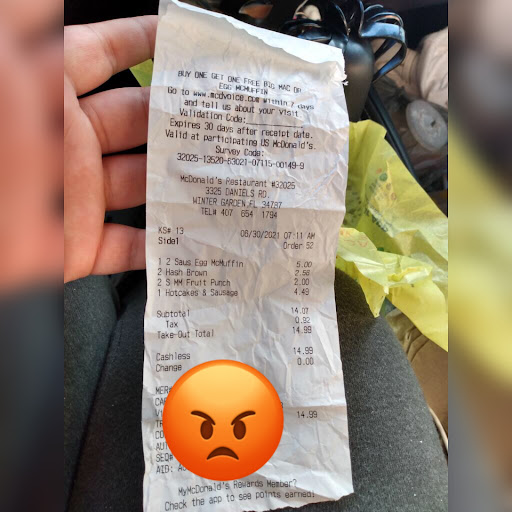 BUY ONE GET ONE FREE BIG MAC OR
EGG MCMUFFIN
Go to www.mcdvoice.com within 7 days
and tell us about your visit.
Validation Code:
Expires 30 days after receipt date.
Valid at participating US McDonald's.
Survey Code:
32025-13520-63021-07115-00149-9
McDonald's Restaurant #32025
3325 DANIELS RD.
WINTER GARDEN,FL 34787
TEL# 407 654 1794
KS# 13 06/30/2021 07:11 AM
Side1 Order 52
1 2 Saus Egg McMuffin 5.00
2 Hash Brown 2.58
2 S MM Fruit Punch 2.00
1 Hotcakes & Sausage 4.49
Subtotal 14.07
Tax 0.92
Take-Out Total 14.99
Cashless 14.99
Change 0.00
MER#
14.99
SEQ#
AID:
MyMcDonald's Rewards Member?
Check the app to see points earned!